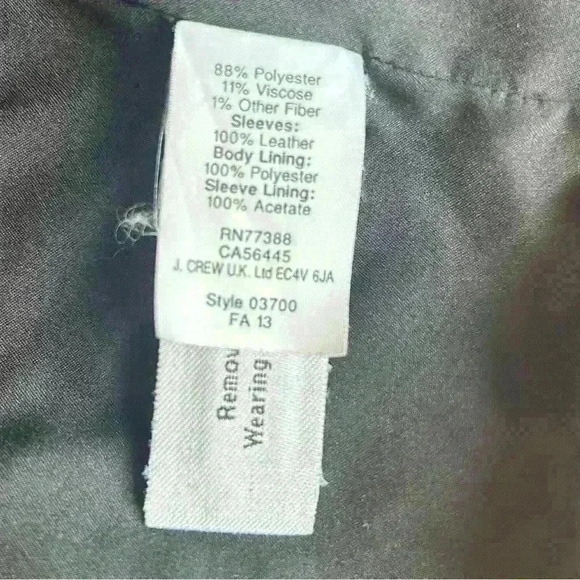 88% Polyester
11% Viscose
1% Other Fiber
Sleeves:
100% Leather
Body Lining:
100% Polyester
Sleeve Lining:
100% Acetate
RN77388
CA56445
J. CREW U.K. Ltd EC4V 6JA
Style 03700
FA 13
Remov
Wearing